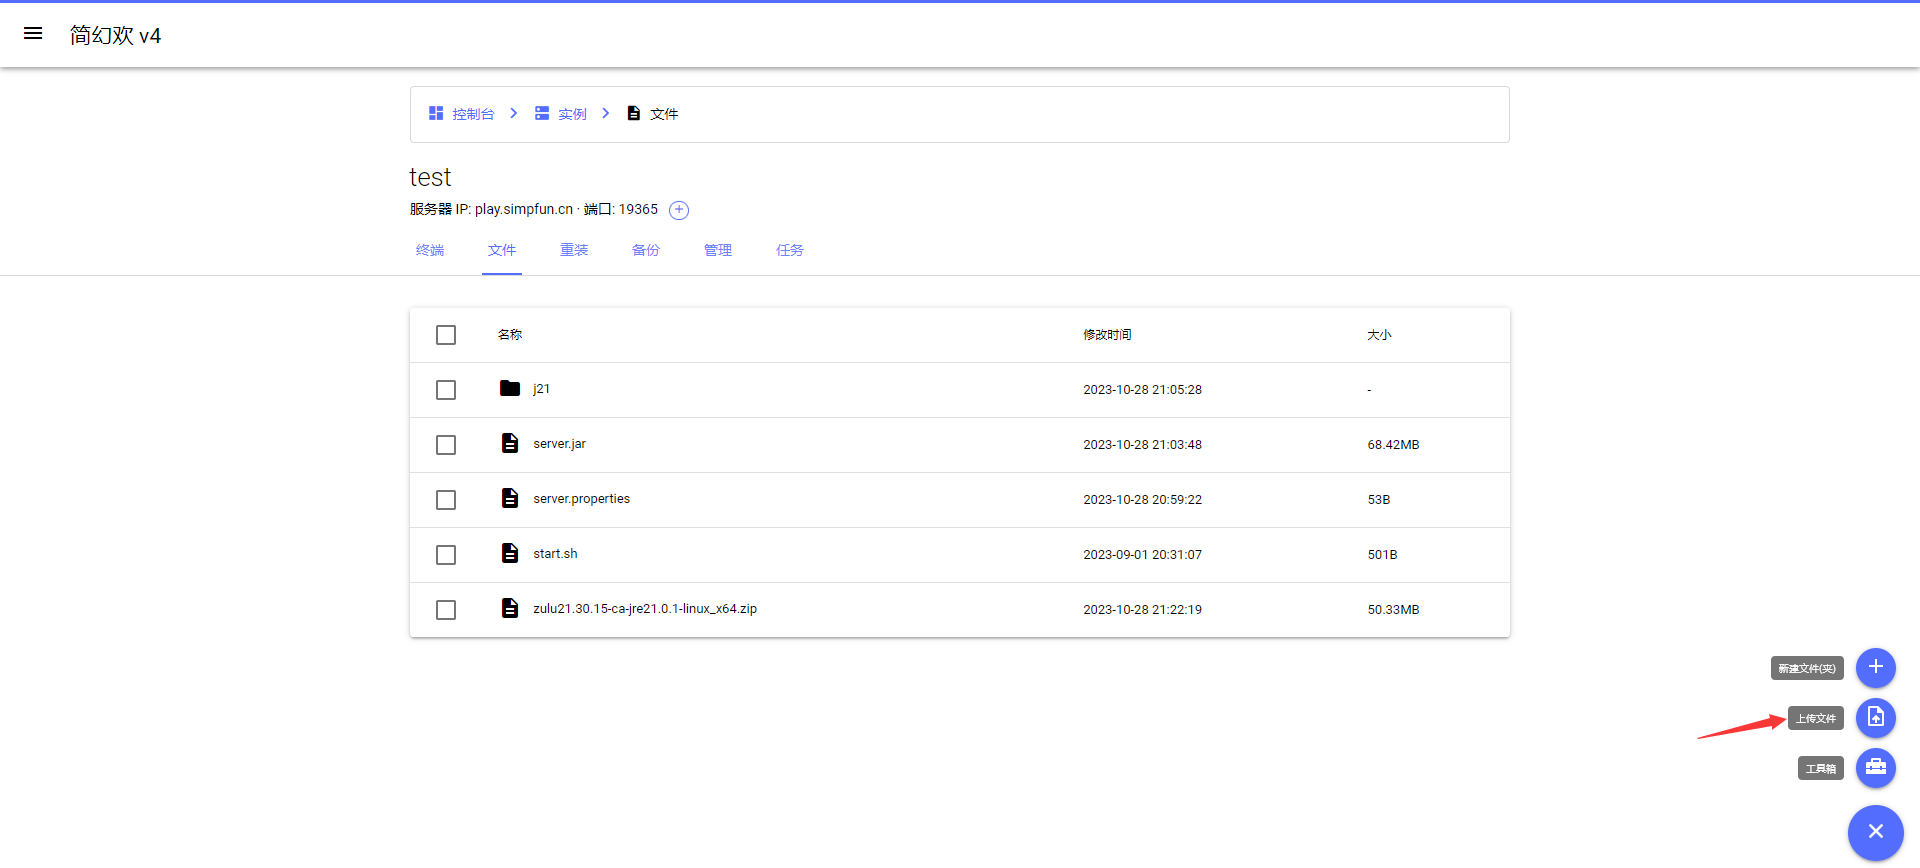 简幻欢 v4
控制台 实例 文件
test
服务器 IP: play.simpfun.cn · 端口: 19365
终端 文件 重装 备份 管理 任务
名称 修改时间 大小
j21 2023-10-28 21:05:28 -
server.jar 2023-10-28 21:03:48 68.42MB
server.properties 2023-10-28 20:59:22 53B
start.sh 2023-09-01 20:31:07 501B
zulu21.30.15-ca-jre21.0.1-linux_x64.zip 2023-10-28 21:22:19 50.33MB
新建文件(夹)
上传文件
工具箱